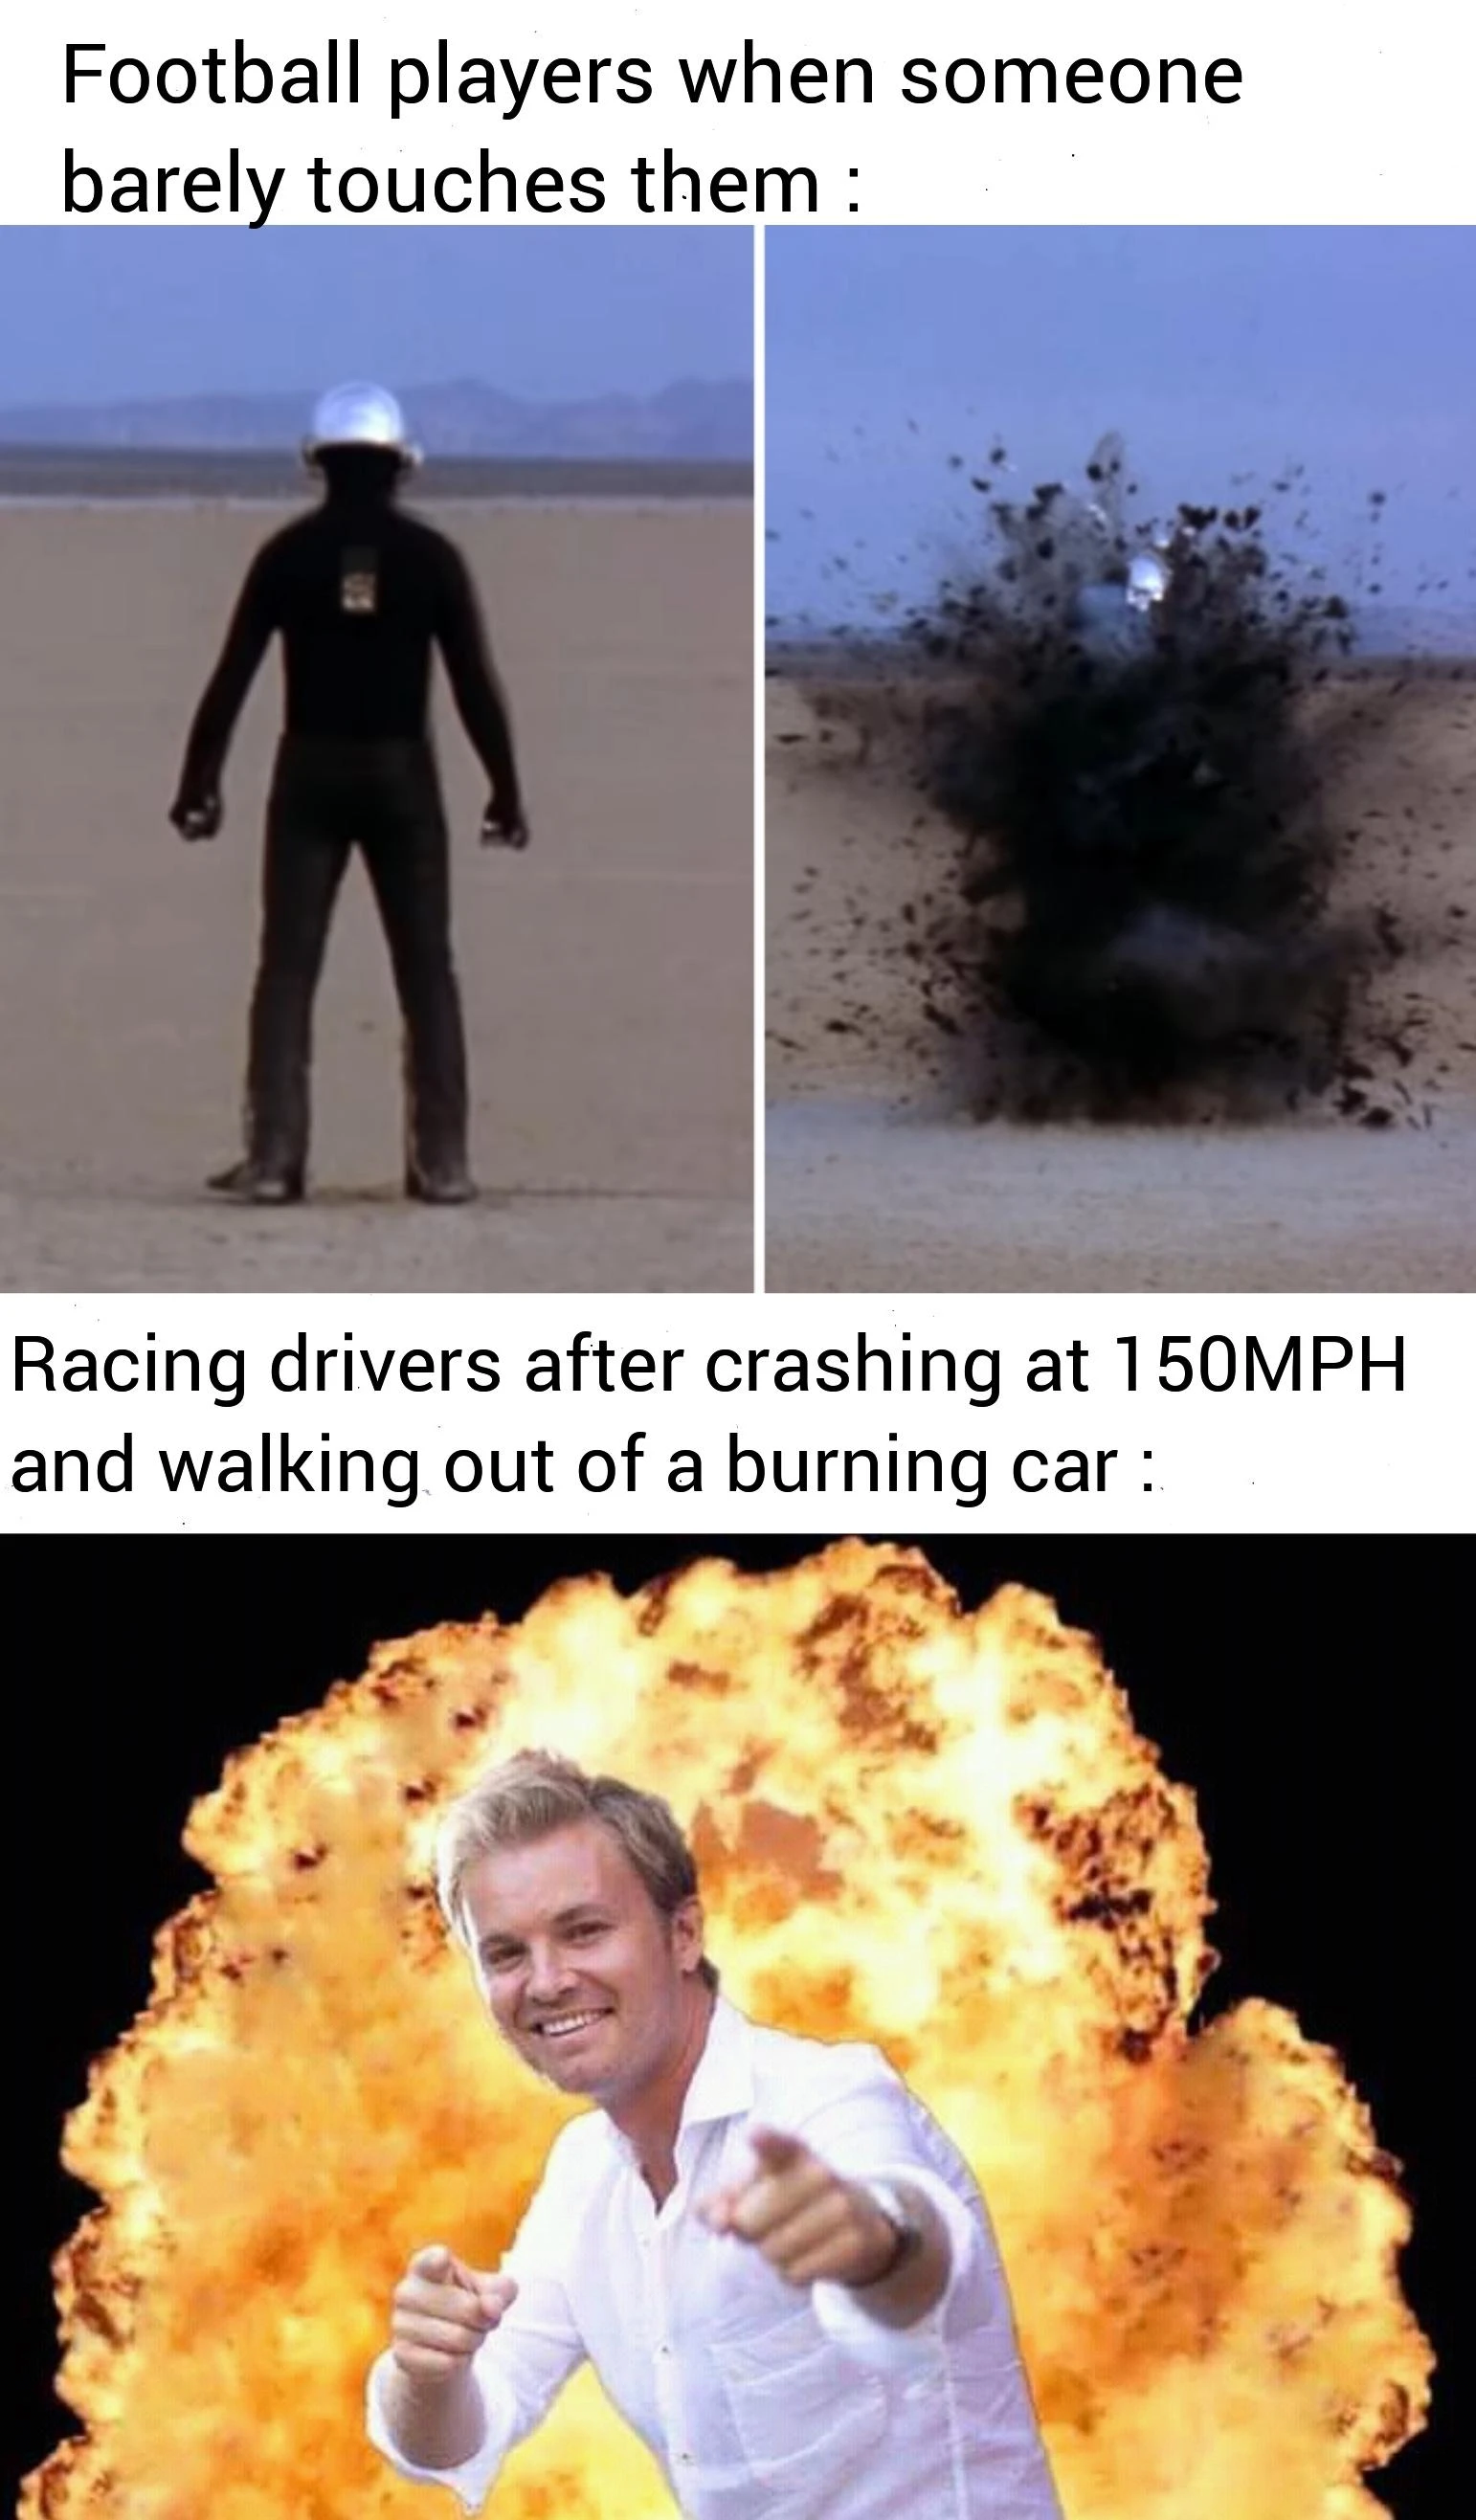 Football players when someone
barely touches them :
Racing drivers after crashing at 150MPH
and walking out of a burning car :